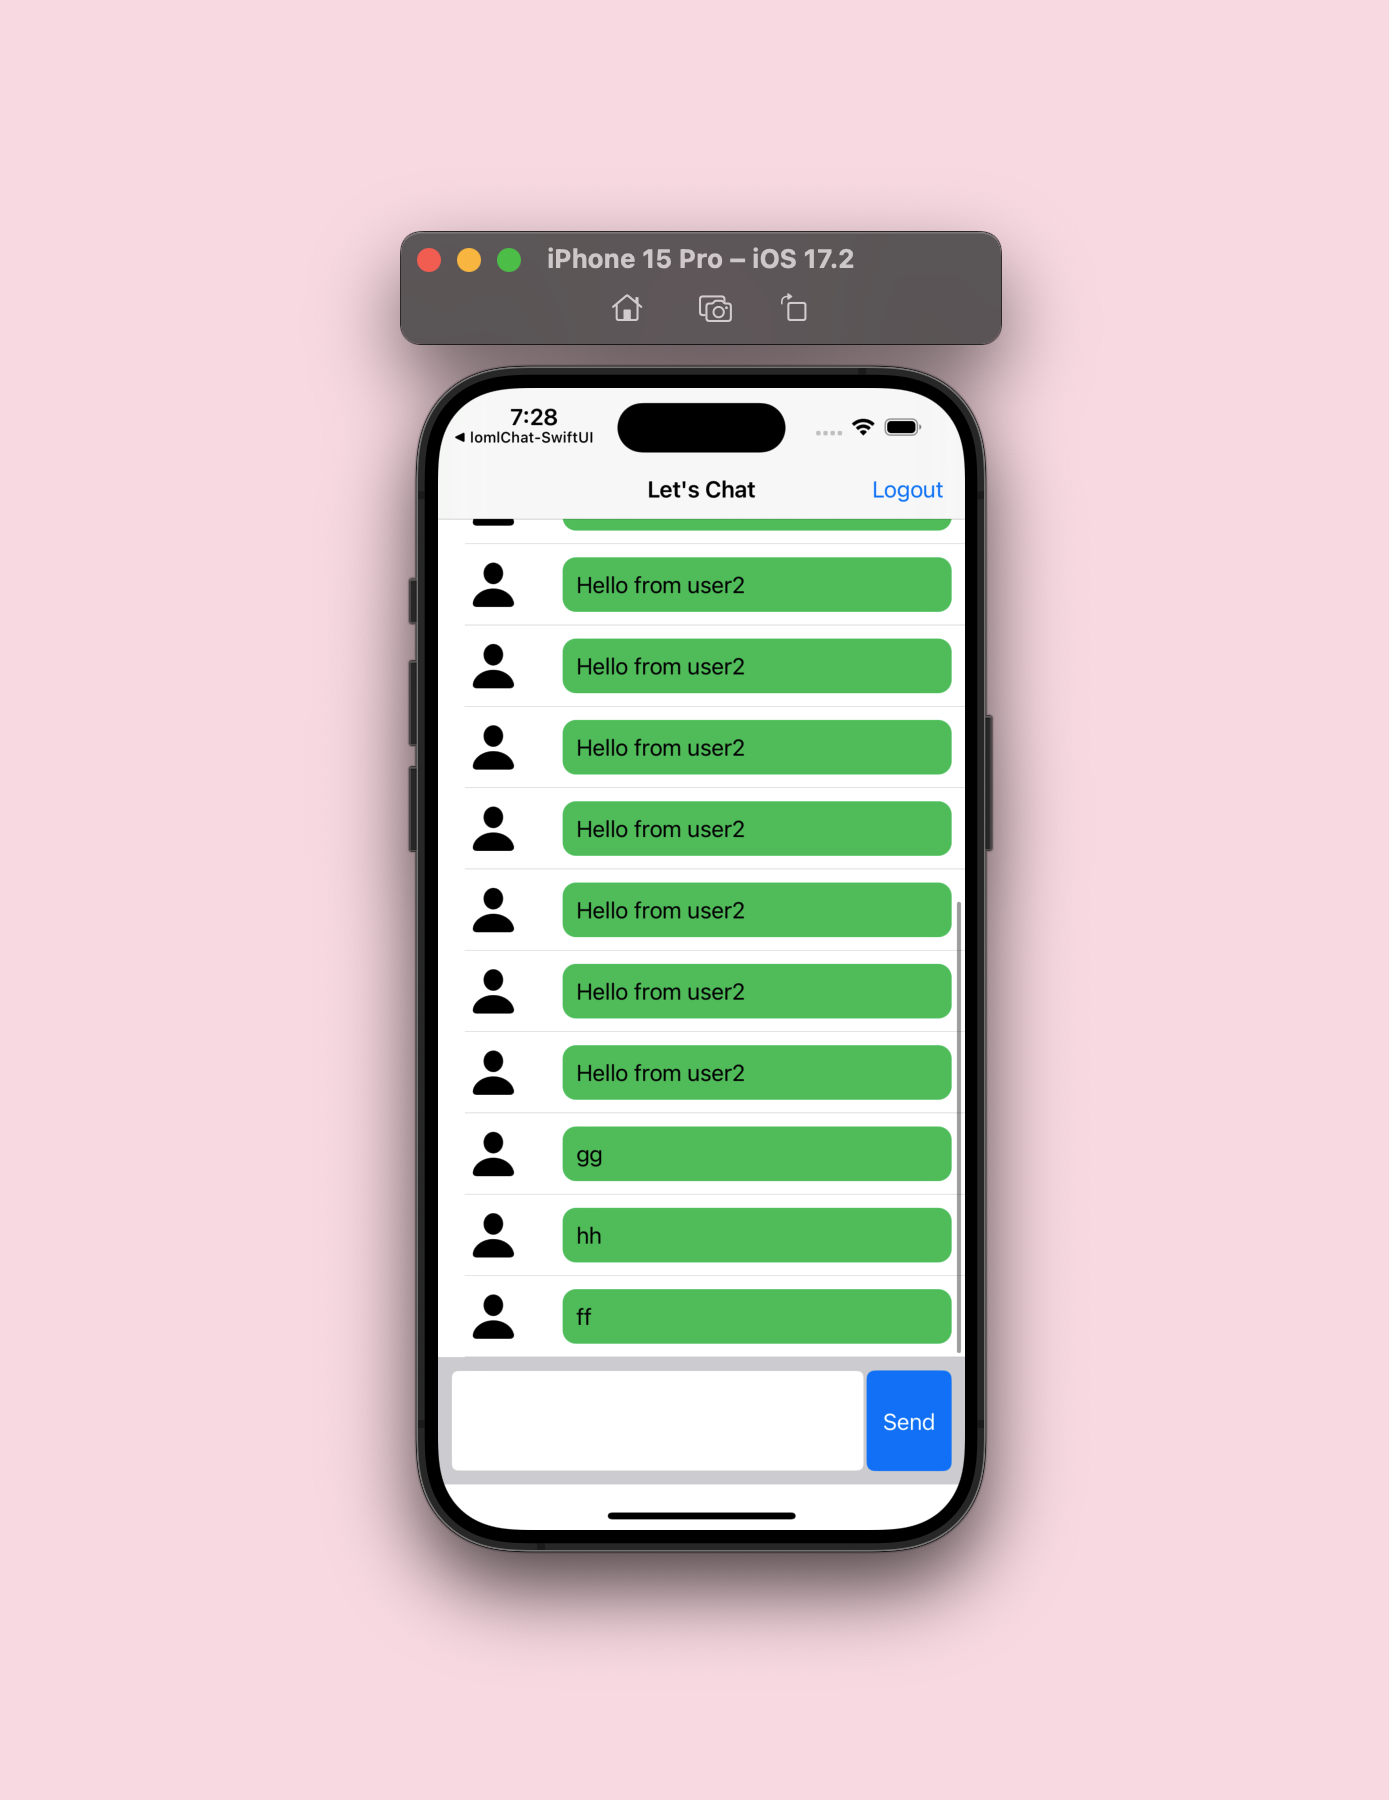 iPhone 15 Pro – iOS 17.2
7:28
◀ IomIChat-SwiftUI
Let's Chat
Logout
Hello from user2
Hello from user2
Hello from user2
Hello from user2
Hello from user2
Hello from user2
Hello from user2
gg
hh
ff
Send